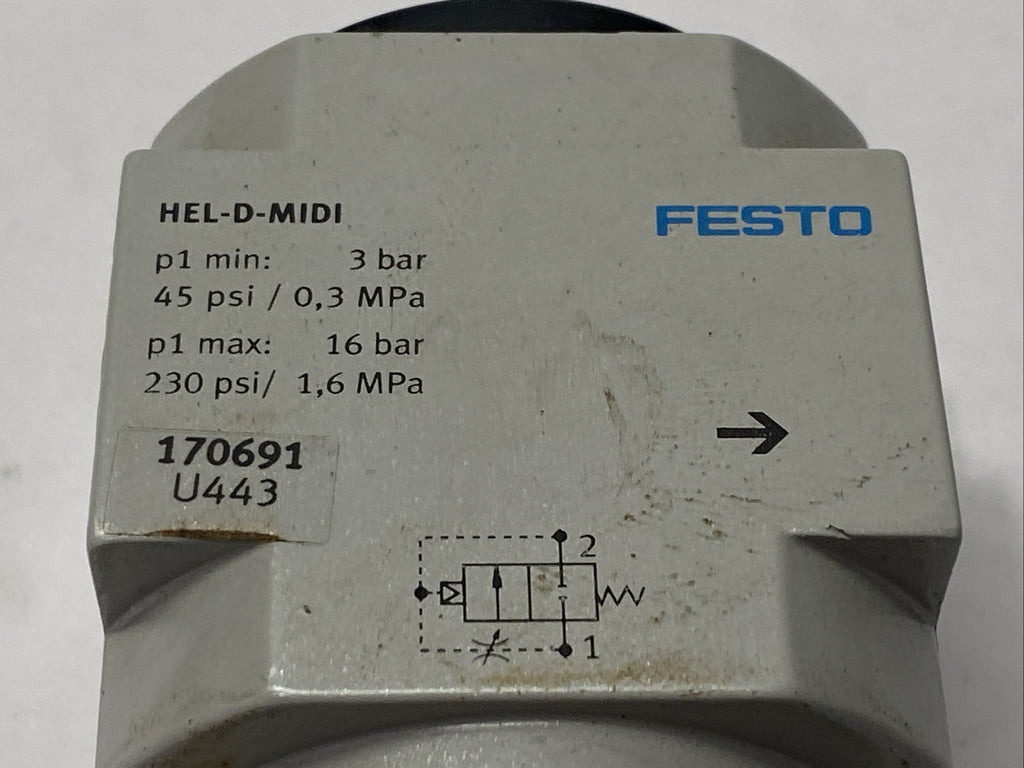 HEL-D-MIDI
FESTO
p1 min: 3 bar
45 psi / 0,3 MPa
p1 max: 16 bar
230 psi/ 1,6 MPa
170691
U443
2
1